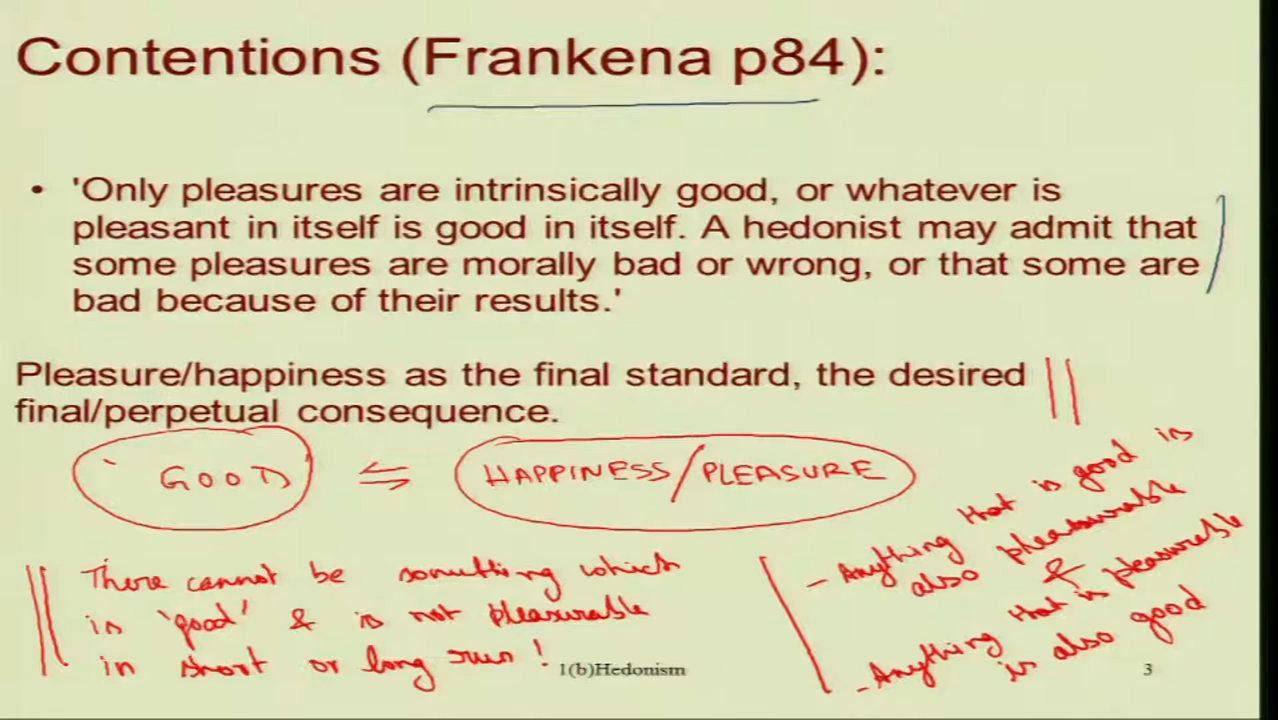 Contentions (Frankena p84):
• 'Only pleasures are intrinsically good, or whatever is
pleasant in itself is good in itself. A hedonist may admit that
some pleasures are morally bad or wrong, or that some are
bad because of their results.'
Pleasure/happiness as the final standard, the desired
final/perpetual consequence.
'GOOD' ⇆ HAPPINESS/PLEASURE
There cannot be something which
is 'good' & is not pleasurable
in short or long run!
- Anything that is good is
also pleasurable
&
- Anything that is pleasurable
is also good
1(b)Hedonism
3